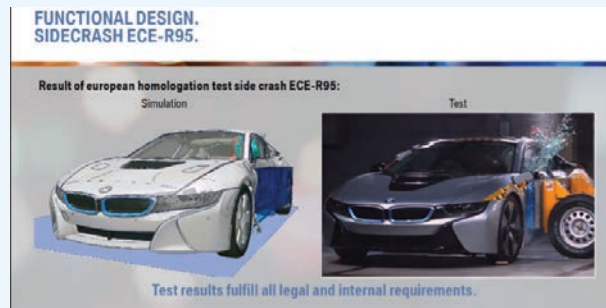 FUNCTIONAL DESIGN.
SIDECRASH ECE-R95.
Result of european homologation test side crash ECE-R95:
Simulation
Test
Test results fulfill all legal and internal requirements.